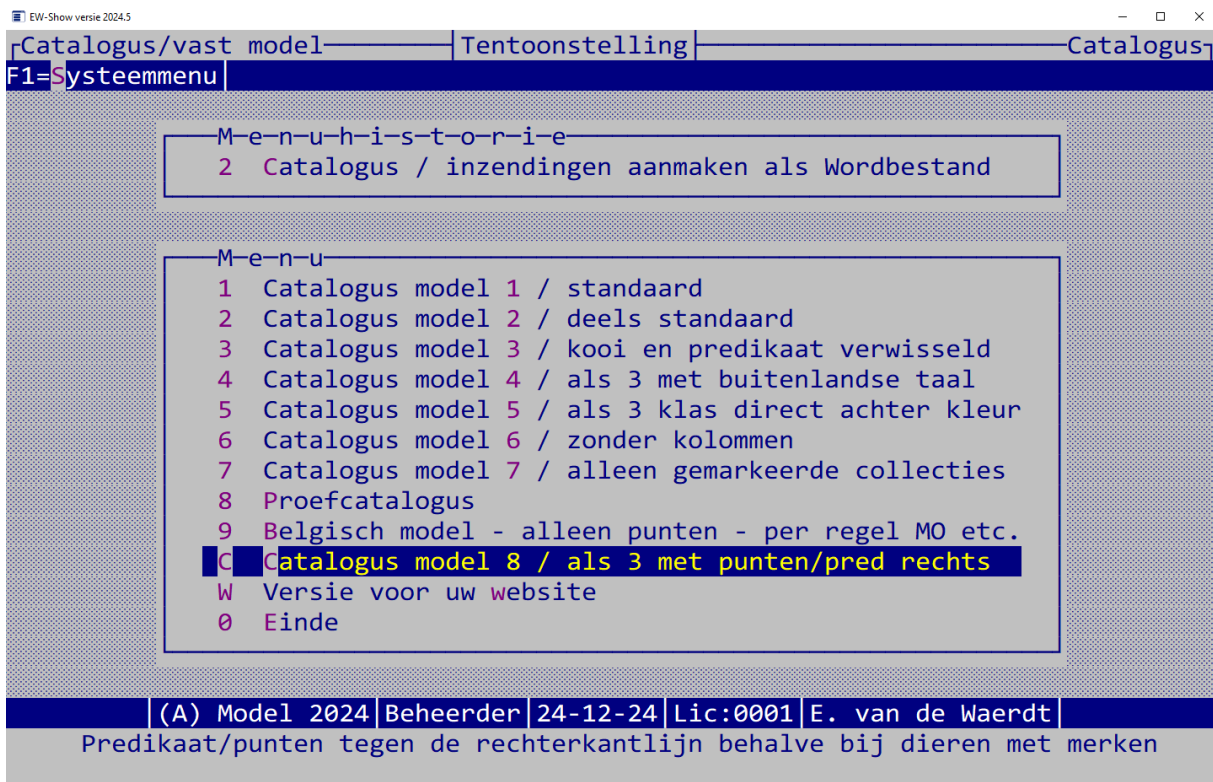 EW-Show versie 2024.5
Catalogus/vast model Tentoonstelling Catalogus
F1=Systeemmenu
M-e-n-u-h-i-s-t-o-r-i-e
2 Catalogus / inzendingen aanmaken als Wordbestand
M-e-n-u
1 Catalogus model 1 / standaard
2 Catalogus model 2 / deels standaard
3 Catalogus model 3 / kooi en predikaat verwisseld
4 Catalogus model 4 / als 3 met buitenlandse taal
5 Catalogus model 5 / als 3 klas direct achter kleur
6 Catalogus model 6 / zonder kolommen
7 Catalogus model 7 / alleen gemarkeerde collecties
8 Proefcatalogus
9 Belgisch model - alleen punten - per regel MO etc.
C Catalogus model 8 / als 3 met punten/pred rechts
W Versie voor uw website
0 Einde
(A) Model 2024|Beheerder|24-12-24|Lic:0001|E. van de Waerdt
Predikaat/punten tegen de rechterkantlijn behalve bij dieren met merken